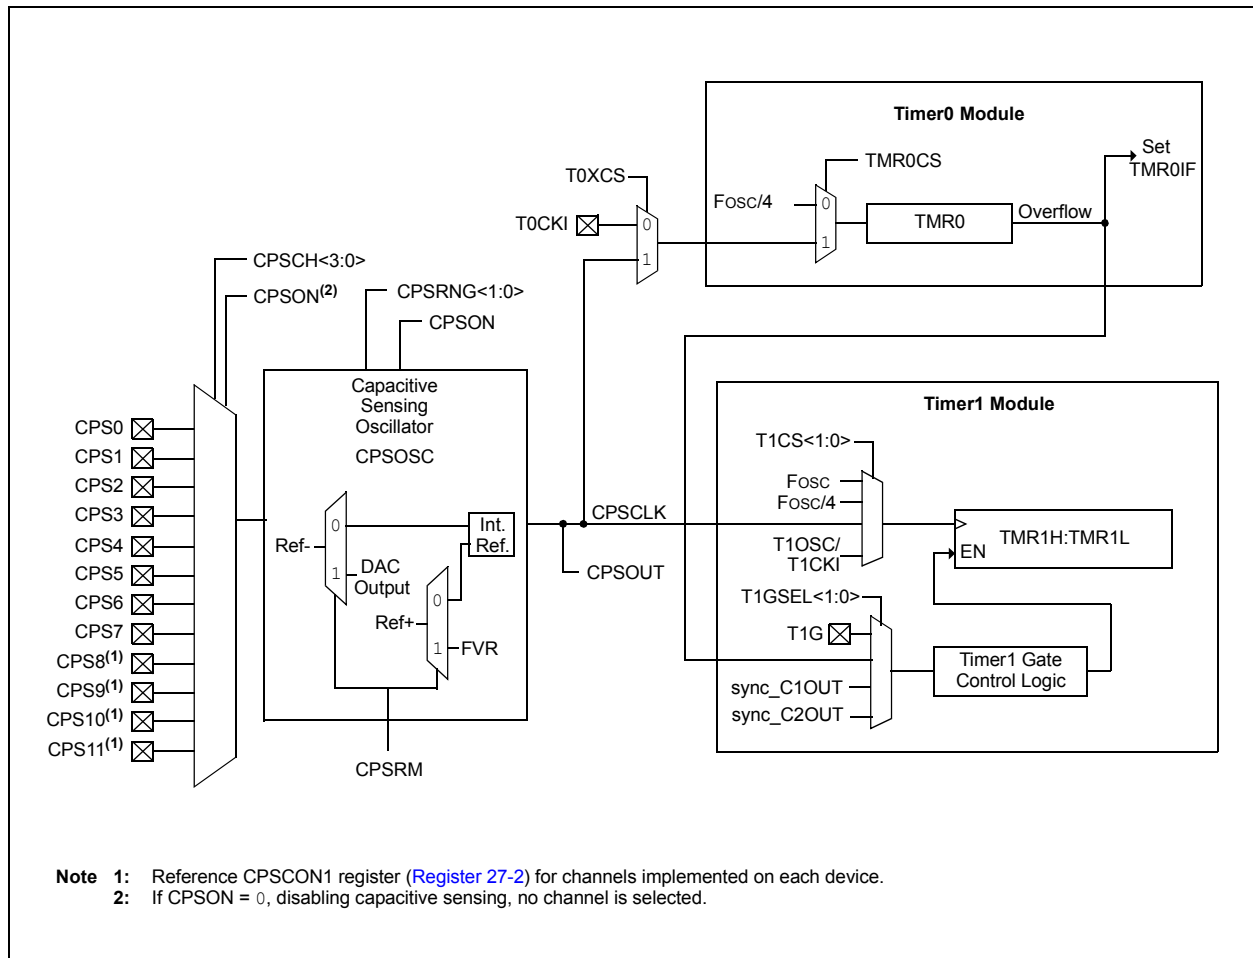 Timer0 Module
Set
TMR0IF
TMR0CS
T0XCS
FOSC/4
0
1
TMR0
Overflow
T0CKI
0
1
CPSCH<3:0>
CPSON(2)
CPSRNG<1:0>
CPSON
Capacitive
Sensing
Oscillator
CPSOSC
Timer1 Module
T1CS<1:0>
FOSC
FOSC/4
T1OSC/
T1CKI
EN
TMR1H:TMR1L
CPS0
CPS1
CPS2
CPS3
CPS4
CPS5
CPS6
CPS7
CPS8(1)
CPS9(1)
CPS10(1)
CPS11(1)
0
1
Ref-
DAC
Output
Int.
Ref.
0
1
Ref+
FVR
CPSRM
CPSCLK
CPSOUT
T1GSEL<1:0>
T1G
sync_C1OUT
sync_C2OUT
Timer1 Gate
Control Logic
Note 1: Reference CPSCON1 register (Register 27-2) for channels implemented on each device.
2: If CPSON = 0, disabling capacitive sensing, no channel is selected.